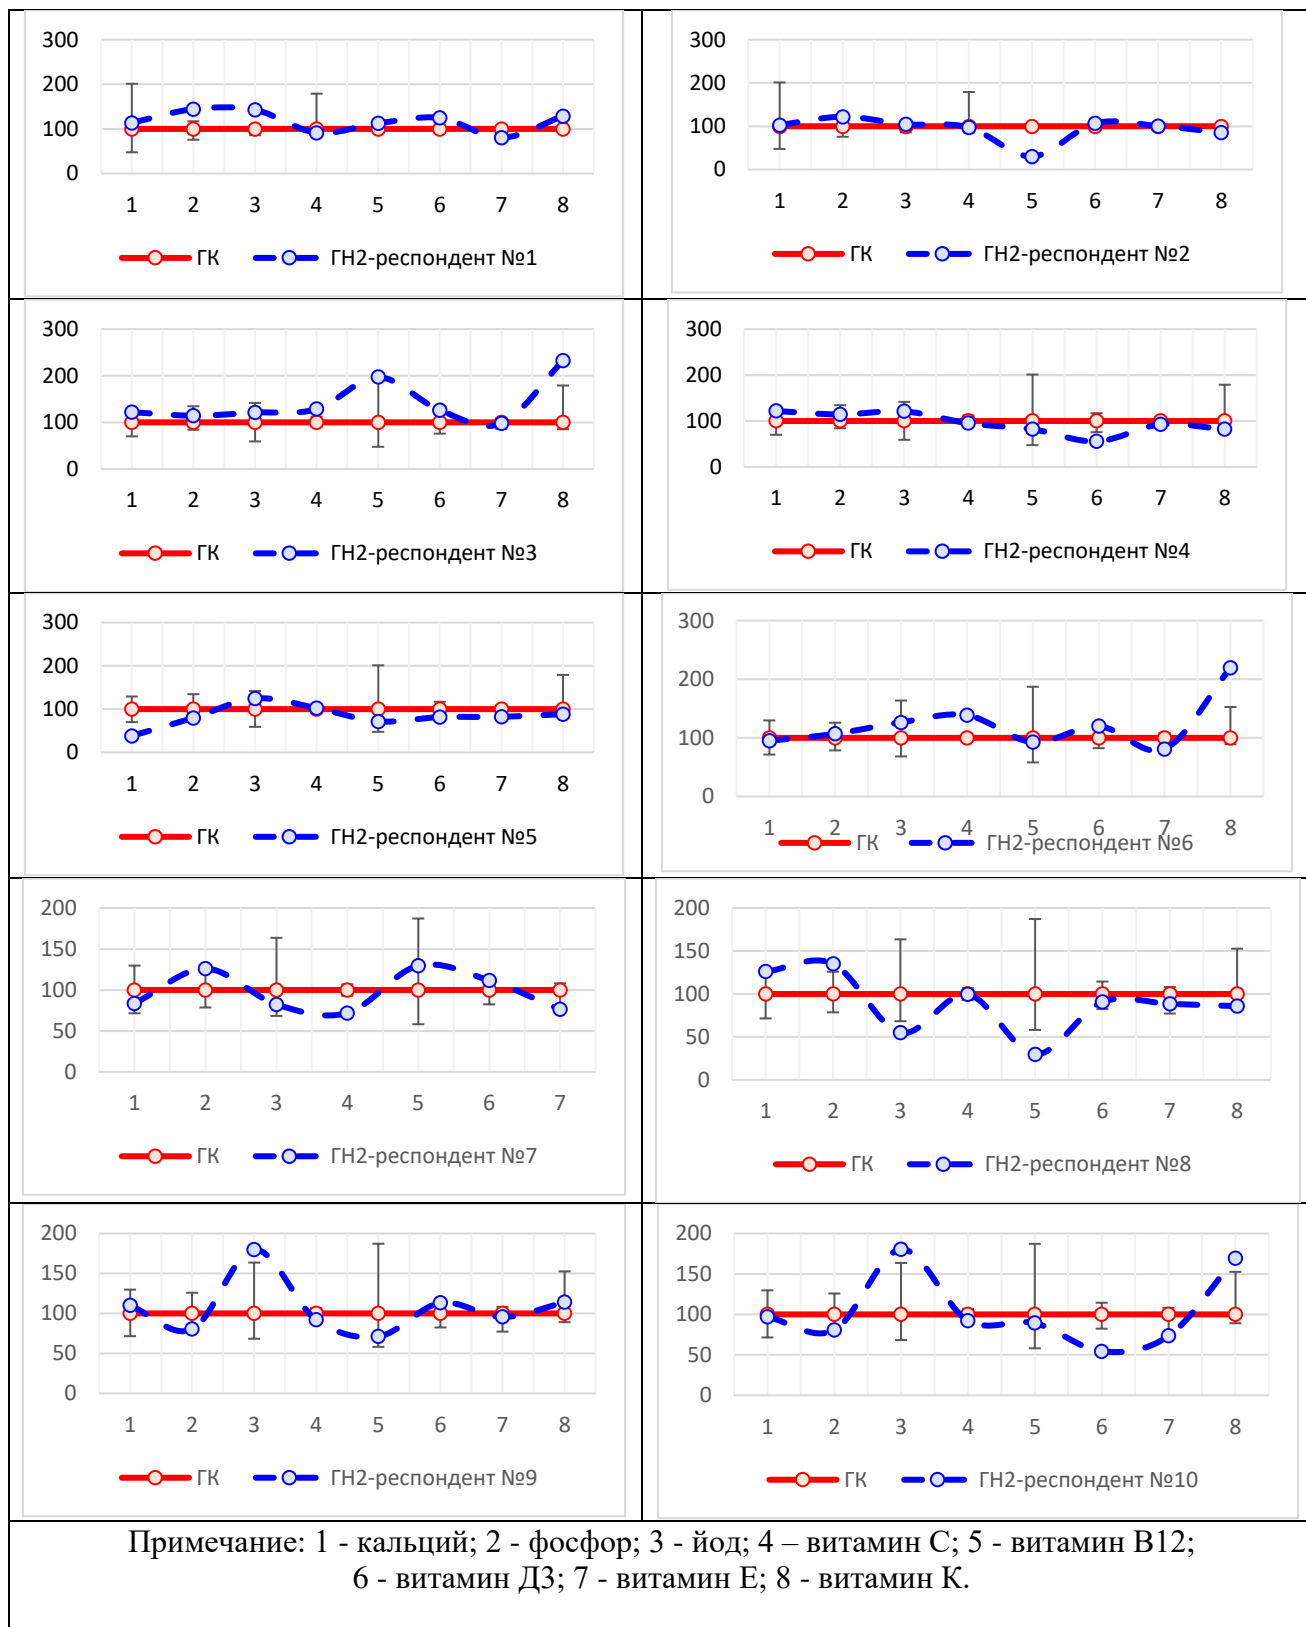 300
200
100
0
1 2 3 4 5 6 7 8
ГК ГН2-респондент №1
300
200
100
0
1 2 3 4 5 6 7 8
ГК ГН2-респондент №2
300
200
100
0
1 2 3 4 5 6 7 8
ГК ГН2-респондент №3
300
200
100
0
1 2 3 4 5 6 7 8
ГК ГН2-респондент №4
300
200
100
0
1 2 3 4 5 6 7 8
ГК ГН2-респондент №5
300
200
100
0
1 2 3 4 5 6 7 8
ГК ГН2-респондент №6
200
150
100
50
0
1 2 3 4 5 6 7
ГК ГН2-респондент №7
200
150
100
50
0
1 2 3 4 5 6 7 8
ГК ГН2-респондент №8
200
150
100
50
0
1 2 3 4 5 6 7 8
ГК ГН2-респондент №9
200
150
100
50
0
1 2 3 4 5 6 7 8
ГК ГН2-респондент №10
Примечание: 1 - кальций; 2 - фосфор; 3 - йод; 4 – витамин С; 5 - витамин В12;
6 - витамин Д3; 7 - витамин Е; 8 - витамин К.